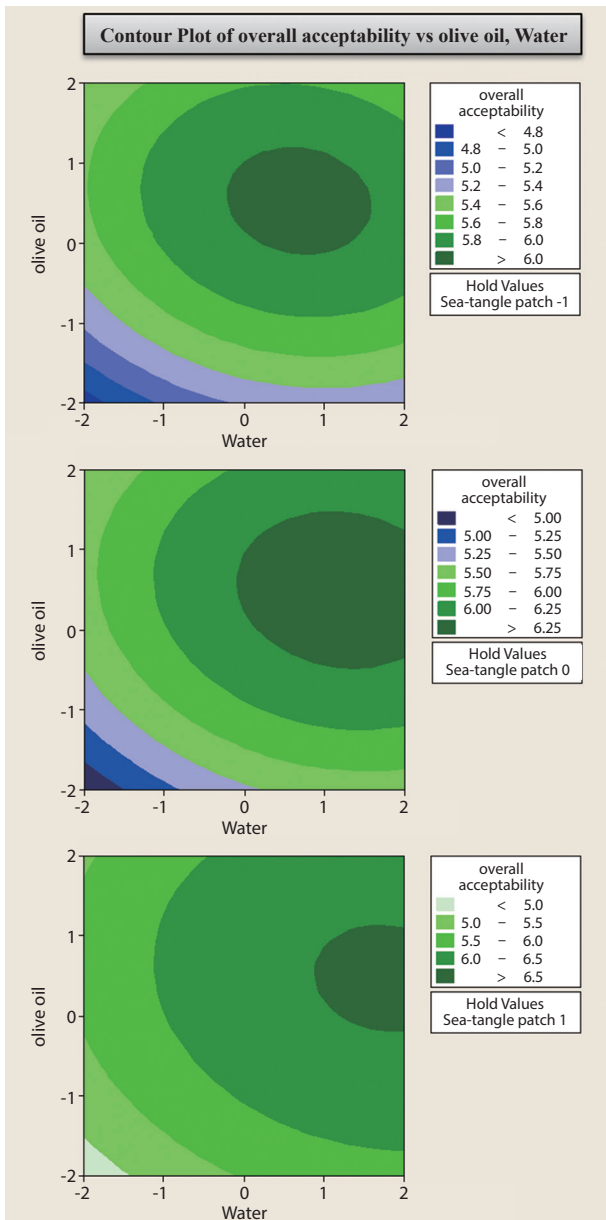 Contour Plot of overall acceptability vs olive oil, Water
2
1
0
-1
-2
olive oil
-2
-1
0
1
2
Water
overall
acceptability
< 4.8
4.8 – 5.0
5.0 – 5.2
5.2 – 5.4
5.4 – 5.6
5.6 – 5.8
5.8 – 6.0
> 6.0
Hold Values
Sea-tangle patch -1
2
1
0
-1
-2
olive oil
-2
-1
0
1
2
Water
overall
acceptability
< 5.00
5.00 – 5.25
5.25 – 5.50
5.50 – 5.75
5.75 – 6.00
6.00 – 6.25
> 6.25
Hold Values
Sea-tangle patch 0
2
1
0
-1
-2
olive oil
-2
-1
0
1
2
Water
overall
acceptability
< 5.0
5.0 – 5.5
5.5 – 6.0
6.0 – 6.5
> 6.5
Hold Values
Sea-tangle patch 1